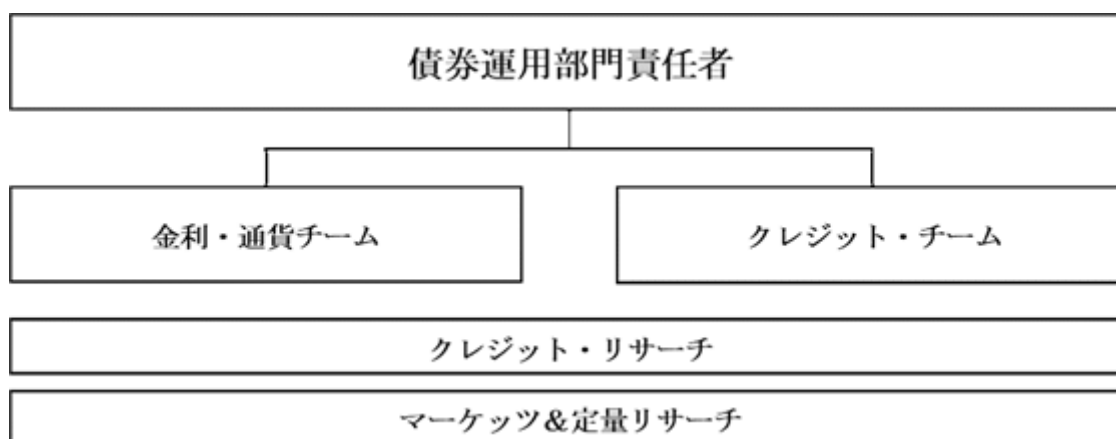 債券運用部門責任者
金利・通貨チーム
クレジット・チーム
クレジット・リサーチ
マーケッツ&定量リサーチ